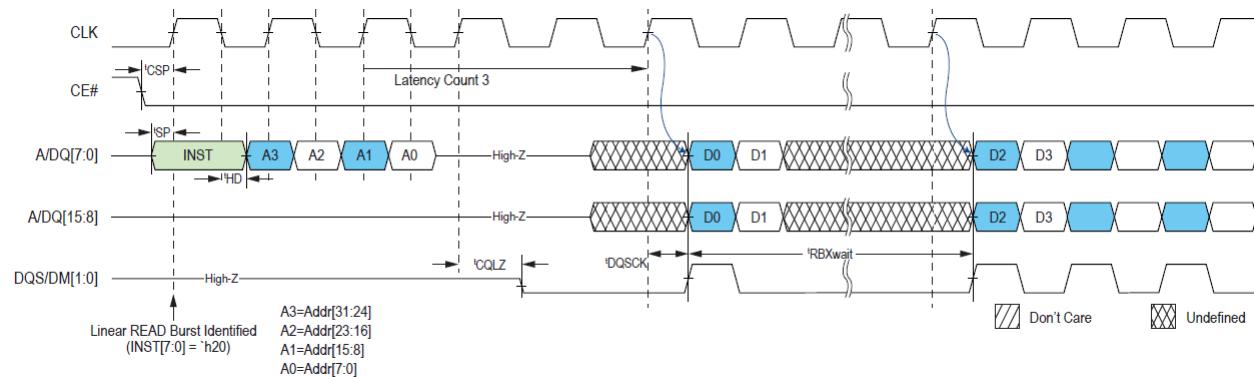 CLK
tCSP
Latency Count 3
CE#
tSP
A/DQ[7:0] INST A3 A2 A1 A0 High-Z D0 D1 D2 D3
tHD
A/DQ[15:8] High-Z D0 D1 D2 D3
tCQLZ tDQSCK tRBXwait
DQS/DM[1:0] High-Z
Linear READ Burst Identified
(INST[7:0] = `h20)
A3=Addr[31:24]
A2=Addr[23:16]
A1=Addr[15:8]
A0=Addr[7:0]
Don't Care Undefined